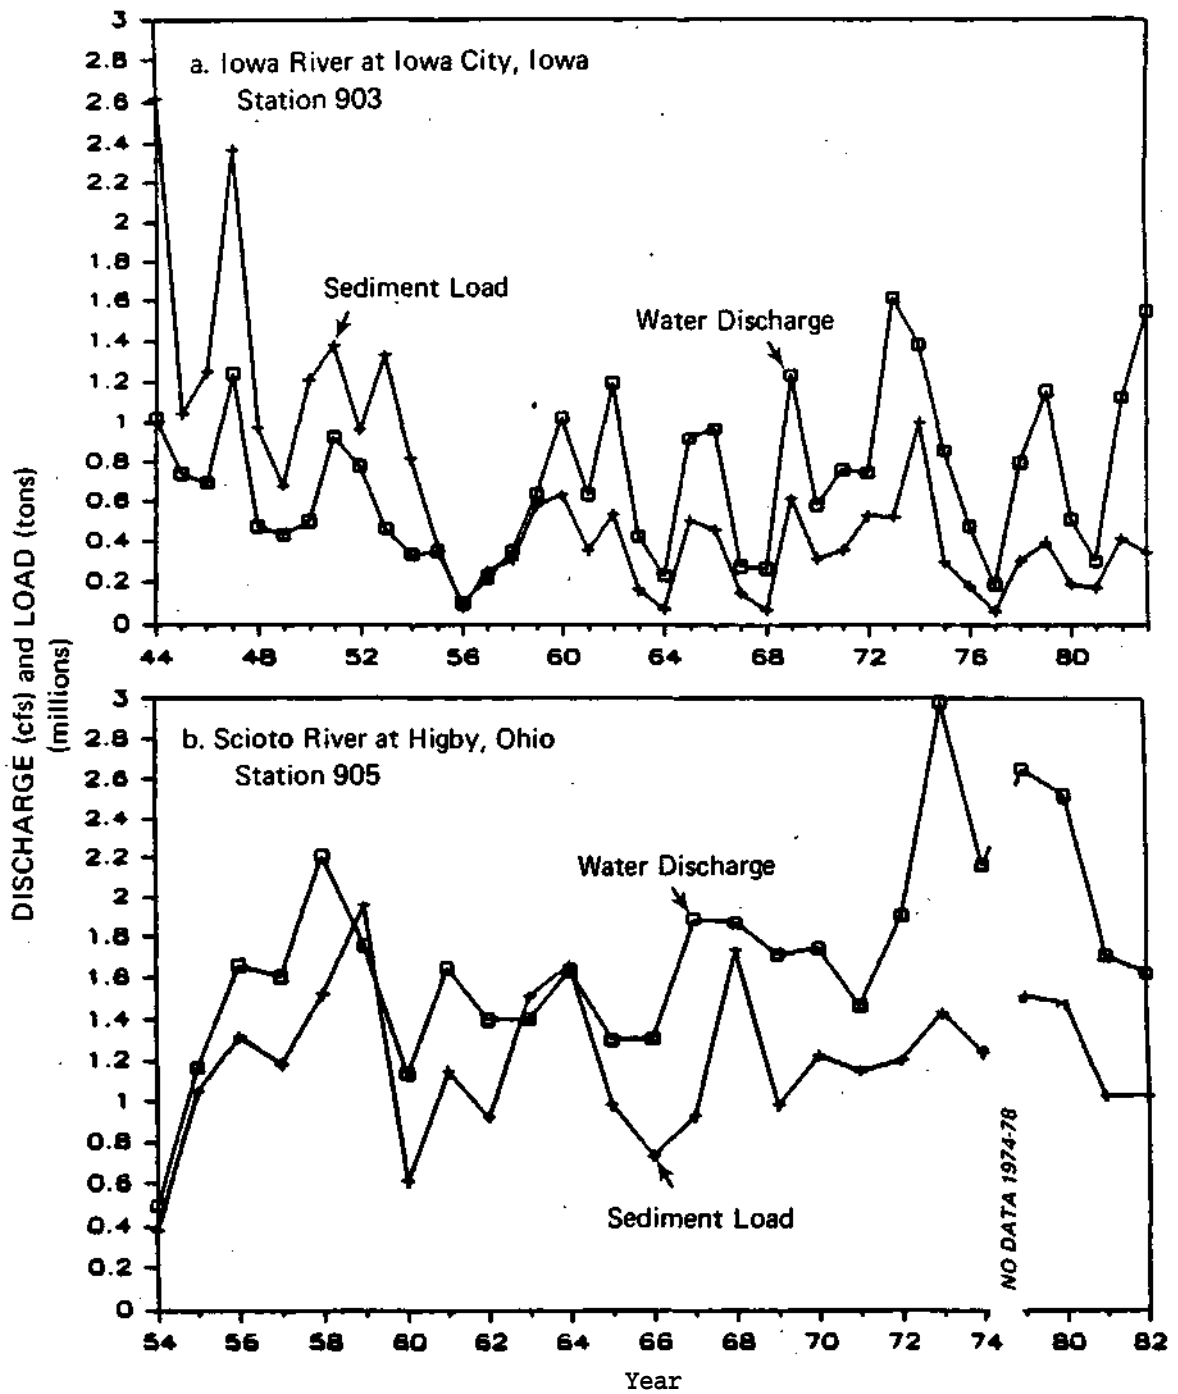 3
2.8
a. Iowa River at Iowa City, Iowa
2.6
Station 903
2.4
2.2
2
1.8
Sediment Load
1.6
Water Discharge
1.4
1.2
1
0.8
0.6
0.4
0.2
0
44 48 52 56 60 64 68 72 76 80
DISCHARGE (cfs) and LOAD (tons)
(millions)
3
2.8
b. Scioto River at Higby, Ohio
2.6
Station 905
2.4
2.2
Water Discharge
2
1.8
1.6
1.4
1.2
1
0.8
0.6
Sediment Load
0.4
0.2
0
NO DATA 1974-78
54 56 58 60 62 64 66 68 70 72 74 80 82
Year